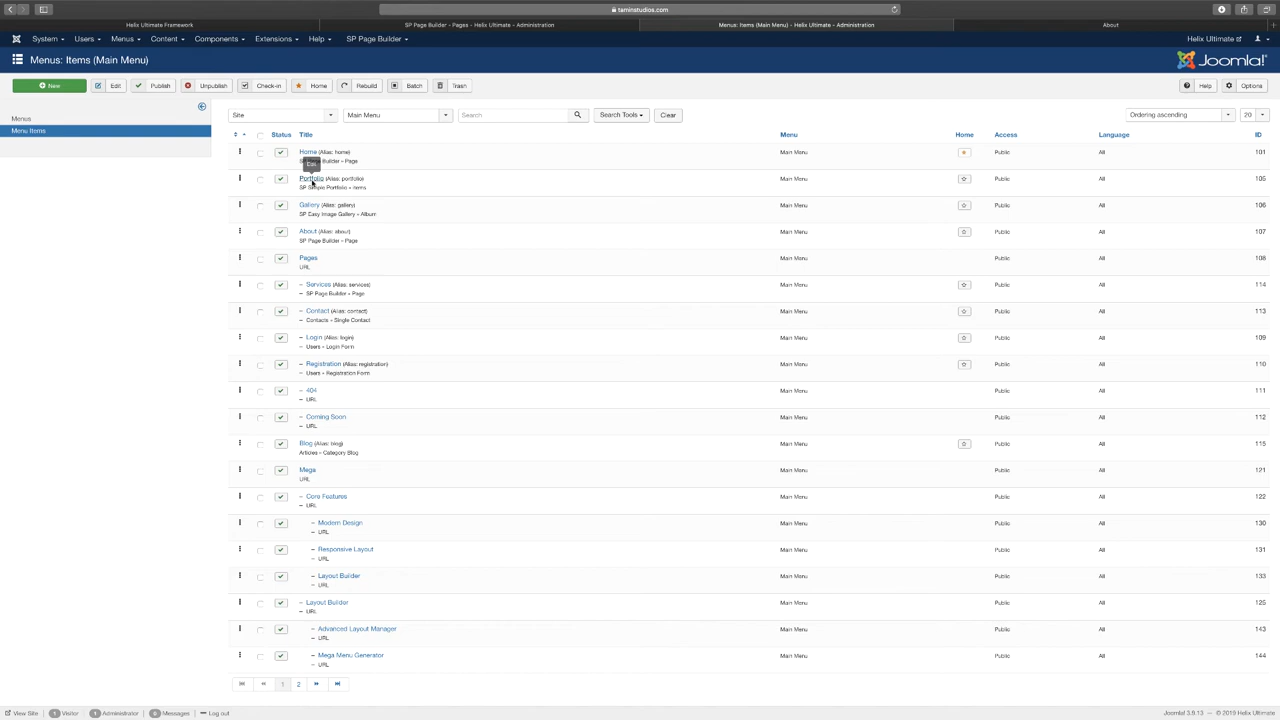 taminstudios.com
Helix Ultimate Framework
SP Page Builder - Pages - Helix Ultimate - Administration
Menus: Items (Main Menu) - Helix Ultimate - Administration
About
System
Users
Menus
Content
Components
Extensions
Help
SP Page Builder
Helix Ultimate
Menus: Items (Main Menu)
Joomla!
New
Edit
Publish
Unpublish
Check-in
Home
Rebuild
Batch
Trash
Help
Options
Menus
Menu Items
Site
Main Menu
Search
Search Tools
Clear
Ordering ascending
20
Status
Title
Menu
Home
Access
Language
ID
Home (Alias: home)
Builder » Page
Main Menu
Public
All
101
Portfolio (Alias: portfolio)
SP Simple Portfolio » Items
Main Menu
Public
All
105
Gallery (Alias: gallery)
SP Easy Image Gallery » Album
Main Menu
Public
All
106
About (Alias: about)
SP Page Builder » Page
Main Menu
Public
All
107
Pages
URL
Main Menu
Public
All
108
– Services (Alias: services)
– SP Page Builder » Page
Main Menu
Public
All
114
– Contact (Alias: contact)
– Contacts » Single Contact
Main Menu
Public
All
113
– Login (Alias: login)
– Users » Login Form
Main Menu
Public
All
109
– Registration (Alias: registration)
– Users » Registration Form
Main Menu
Public
All
110
– 404
– URL
Main Menu
Public
All
111
– Coming Soon
– URL
Main Menu
Public
All
112
Blog (Alias: blog)
Articles » Category Blog
Main Menu
Public
All
115
Mega
URL
Main Menu
Public
All
121
– Core Features
– URL
Main Menu
Public
All
122
– Modern Design
– URL
Main Menu
Public
All
130
– Responsive Layout
– URL
Main Menu
Public
All
131
– Layout Builder
– URL
Main Menu
Public
All
133
– Layout Builder
– URL
Main Menu
Public
All
125
– Advanced Layout Manager
– URL
Main Menu
Public
All
143
– Mega Menu Generator
– URL
Main Menu
Public
All
144
1
2
View Site
Visitor
Administrator
Messages
Log out
Joomla! 3.9.13 — © 2019 Helix Ultimate